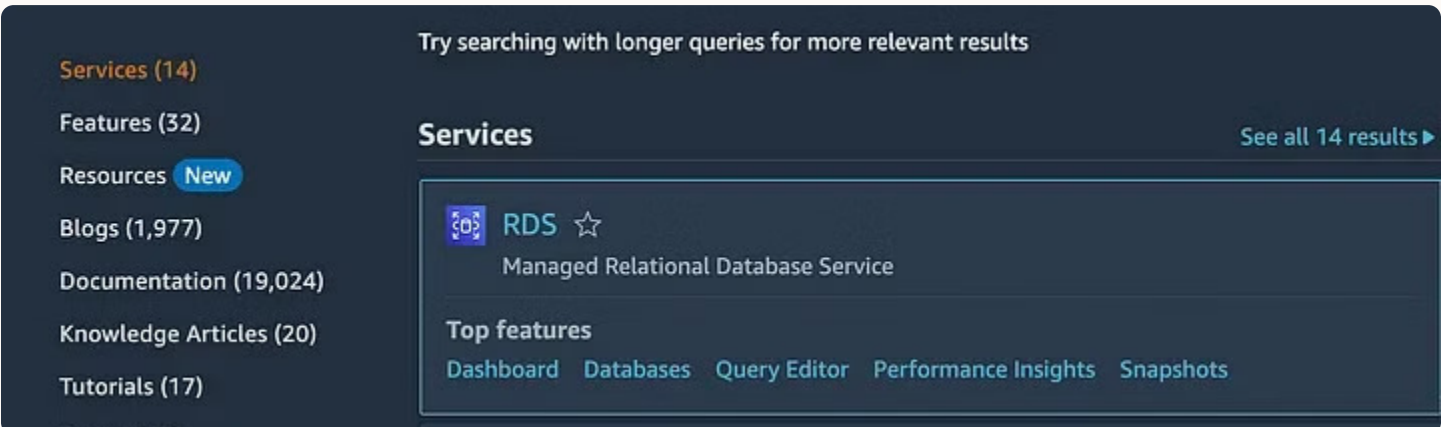 Services (14)
Features (32)
Resources New
Blogs (1,977)
Documentation (19,024)
Knowledge Articles (20)
Tutorials (17)
Try searching with longer queries for more relevant results
Services
See all 14 results
RDS
Managed Relational Database Service
Top features
Dashboard Databases Query Editor Performance Insights Snapshots